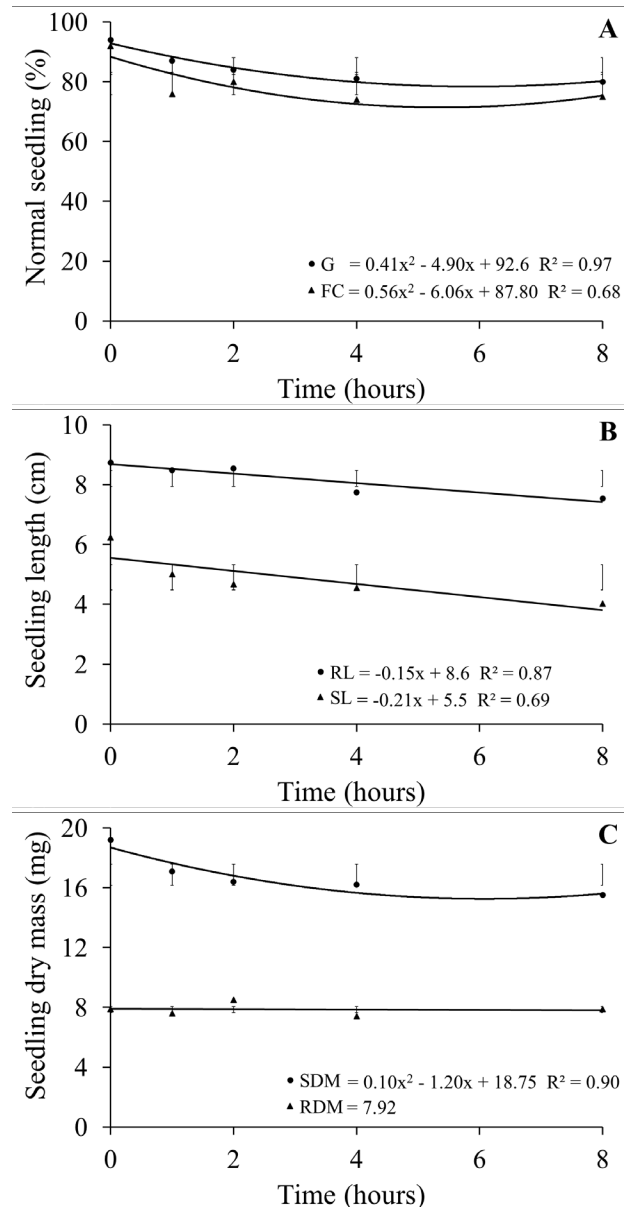 A
Normal seedling (%)
100
80
60
40
20
0
G = 0.41x² - 4.90x + 92.6 R² = 0.97
FC = 0.56x² - 6.06x + 87.80 R² = 0.68
0 2 4 6 8
Time (hours)
B
Seedling length (cm)
10
8
6
4
2
0
RL = -0.15x + 8.6 R² = 0.87
SL = -0.21x + 5.5 R² = 0.69
0 2 4 6 8
Time (hours)
C
Seedling dry mass (mg)
20
16
12
8
4
0
SDM = 0.10x² - 1.20x + 18.75 R² = 0.90
RDM = 7.92
0 2 4 6 8
Time (hours)